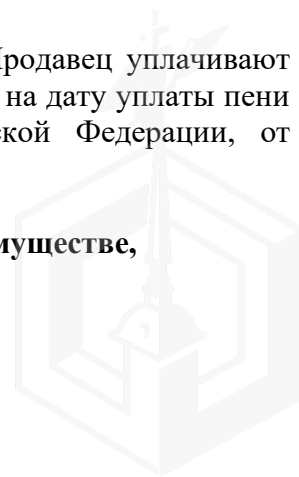 Продавец уплачивают
на дату уплаты пени
ской Федерации, от
муществе,